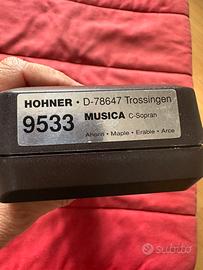 HOHNER • D-78647 Trossingen
9533 MUSICA C-Sopran
Ahorn • Maple • Erable • Arce
subito